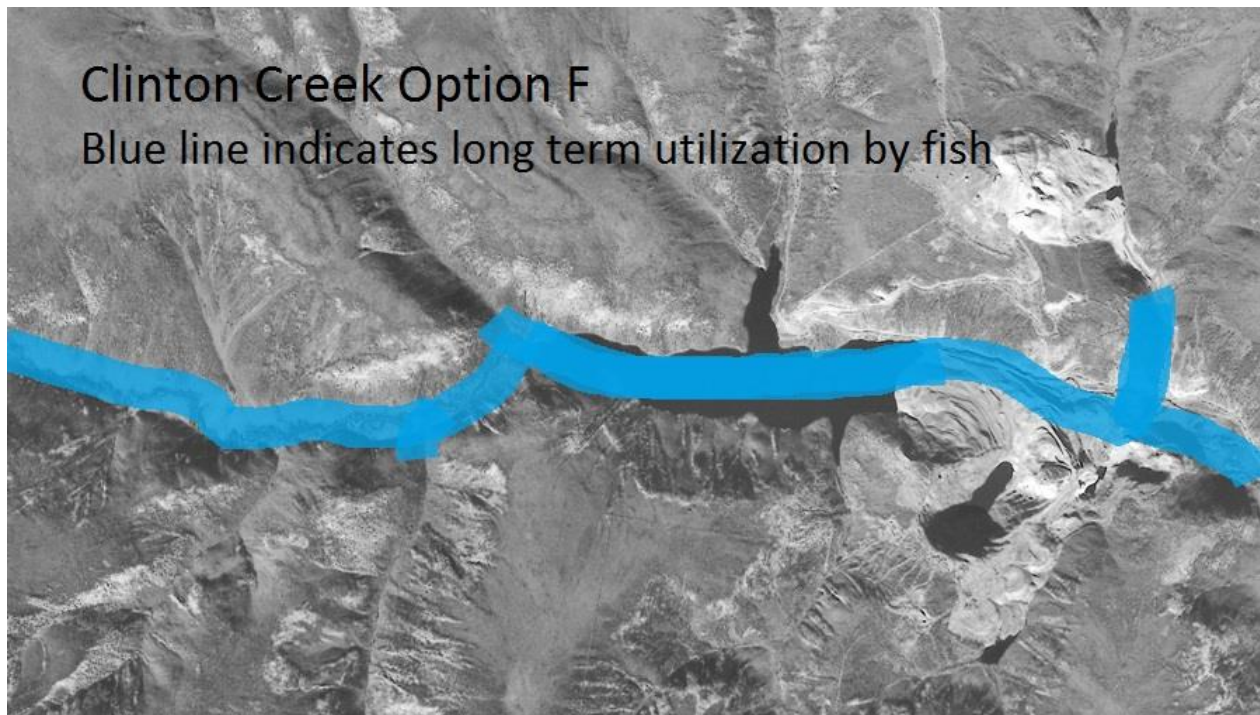 Clinton Creek Option F
Blue line indicates long term utilization by fish